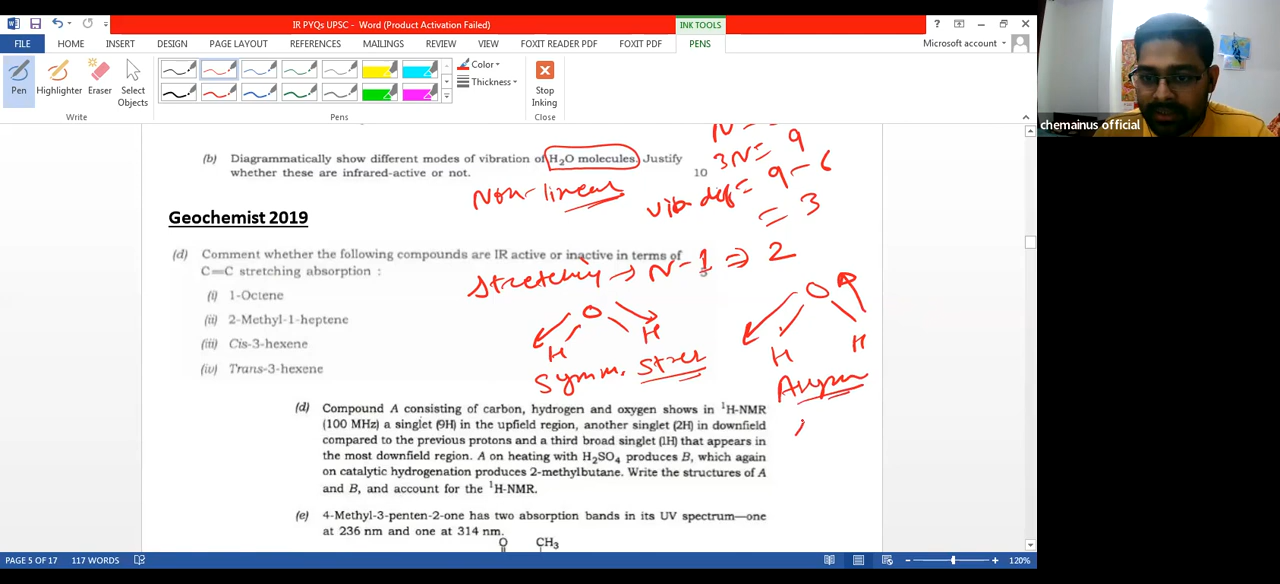 IR PYQs UPSC - Word (Product Activation Failed)
INK TOOLS
FILE HOME INSERT DESIGN PAGE LAYOUT REFERENCES MAILINGS REVIEW VIEW FOXIT READER PDF FOXIT PDF PENS
Microsoft account
Pen Highlighter Eraser Select Objects
Color
Thickness
Stop Inking
Write Pens Close
chemainus official
N =
3N = 9
(b) Diagrammatically show different modes of vibration of H₂O molecules. Justify
whether these are infrared-active or not. 10
Non-linear
vib def = 9 - 6
= 3
Geochemist 2019
(d) Comment whether the following compounds are IR active or inactive in terms of
C=C stretching absorption :
Stretching → N-1 ⇒ 2
(i) 1-Octene
(ii) 2-Methyl-1-heptene
(iii) Cis-3-hexene
(iv) Trans-3-hexene
O
H H
Symm. Stret
O
H H
(d) Compound A consisting of carbon, hydrogen and oxygen shows in ¹H-NMR
(100 MHz) a singlet (9H) in the upfield region, another singlet (2H) in downfield
compared to the previous protons and a third broad singlet (1H) that appears in
the most downfield region. A on heating with H₂SO₄ produces B, which again
on catalytic hydrogenation produces 2-methylbutane. Write the structures of A
and B, and account for the ¹H-NMR.
(e) 4-Methyl-3-penten-2-one has two absorption bands in its UV spectrum—one
at 236 nm and one at 314 nm.
O CH₃
PAGE 5 OF 17 117 WORDS 120%